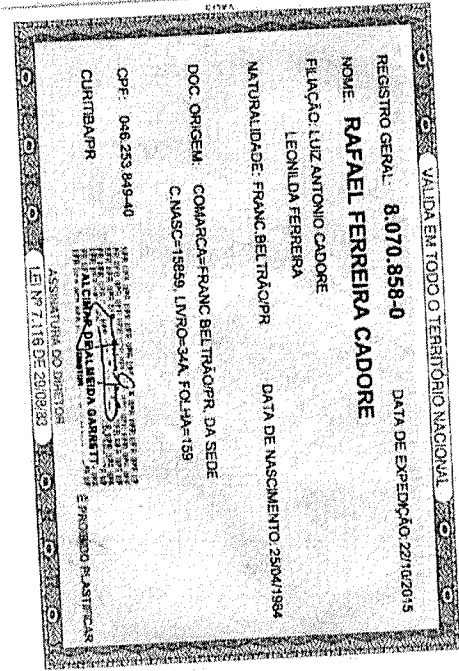 VÁLIDA EM TODO O TERRITÓRIO NACIONAL
REGISTRO GERAL: 8.070.858-0 DATA DE EXPEDIÇÃO: 22/10/2015
NOME: RAFAEL FERREIRA CADORE
FILIAÇÃO: LUIZ ANTONIO CADORE
LEONILDA FERREIRA
NATURALIDADE: FRANC.BELTRÃO/PR DATA DE NASCIMENTO: 25/04/1984
DOC. ORIGEM: COMARCA=FRANC BELTRÃO/PR, DA SEDE
C.NASC=15859, LIVRO=34A, FOLHA=159
CPF: 046.253.849-40
CURITIBA/PR
ASSINATURA DO DIRETOR
É PROIBIDO PLASTIFICAR
LEI Nº 7.116 DE 29/08/83